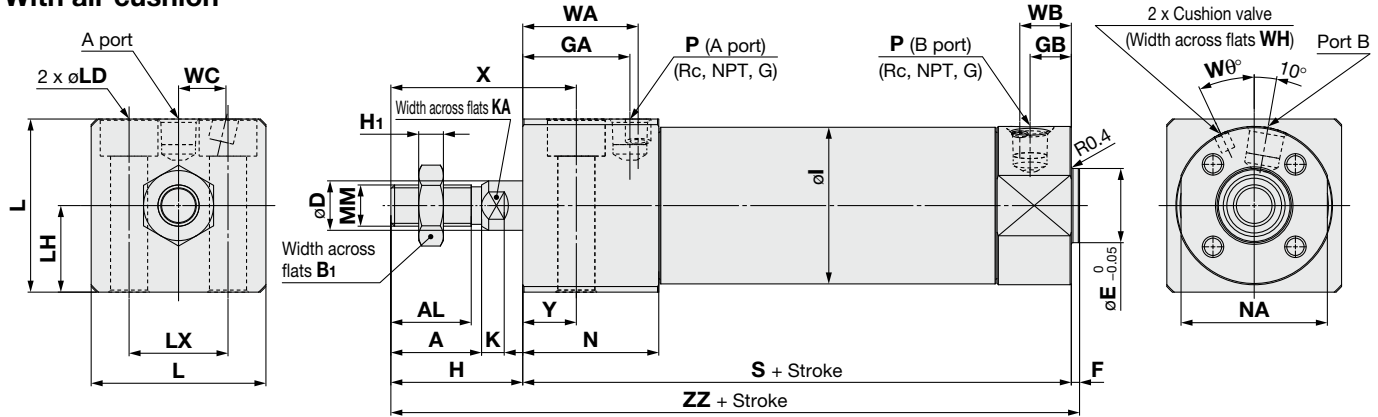 With air cushion
A port
2 x øLD
WC
L
LH
LX
L
WA
GA
X
Width across flats KA
H1
øD
MM
Width across
flats B1
AL
A
K
H
Y
N
P (A port)
(Rc, NPT, G)
P (B port)
(Rc, NPT, G)
WB
GB
øI
R0.4
øE 0 -0.05
S + Stroke
F
ZZ + Stroke
2 x Cushion valve
(Width across flats WH)
Port B
Wθ°
10°
NA